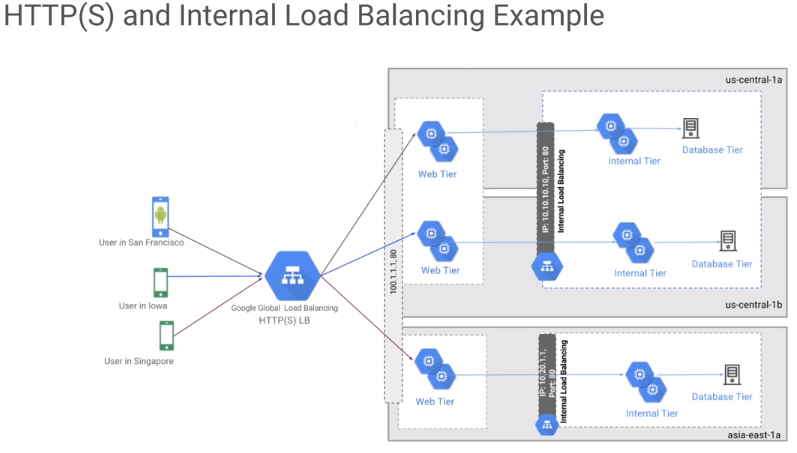 HTTP(S) and Internal Load Balancing Example
us-central-1a
Web Tier
Internal Tier
Database Tier
IP: 10.10.10.10, Port: 80
Internal Load Balancing
User in San Francisco
User in Iowa
User in Singapore
Google Global Load Balancing
HTTP(S) LB
100.1.1.1, 80
Web Tier
Internal Tier
Database Tier
us-central-1b
Web Tier
IP: 10.20.1.1,
Port: 80
Internal Load Balancing
Internal Tier
Database Tier
asia-east-1a